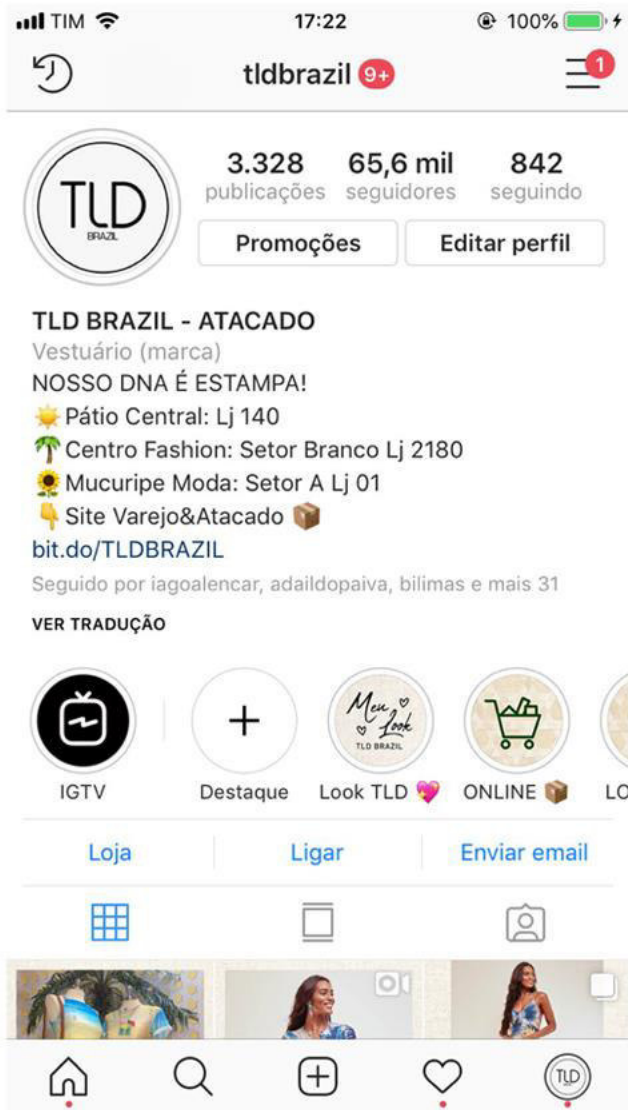 TIM 17:22 100%
tldbrazil 9+ 1
TLD
BRAZIL
3.328 65,6 mil 842
publicações seguidores seguindo
Promoções Editar perfil
TLD BRAZIL - ATACADO
Vestuário (marca)
NOSSO DNA É ESTAMPA!
☀️ Pátio Central: Lj 140
🌴 Centro Fashion: Setor Branco Lj 2180
🌻 Mucuripe Moda: Setor A Lj 01
👇 Site Varejo&Atacado 📦
bit.do/TLDBRAZIL
Seguido por iagoalencar, adaildopaiva, bilimas e mais 31
VER TRADUÇÃO
Meu
Look
TLD BRAZIL
IGTV Destaque Look TLD 💖 ONLINE 📦 LO
Loja Ligar Enviar email
TLD